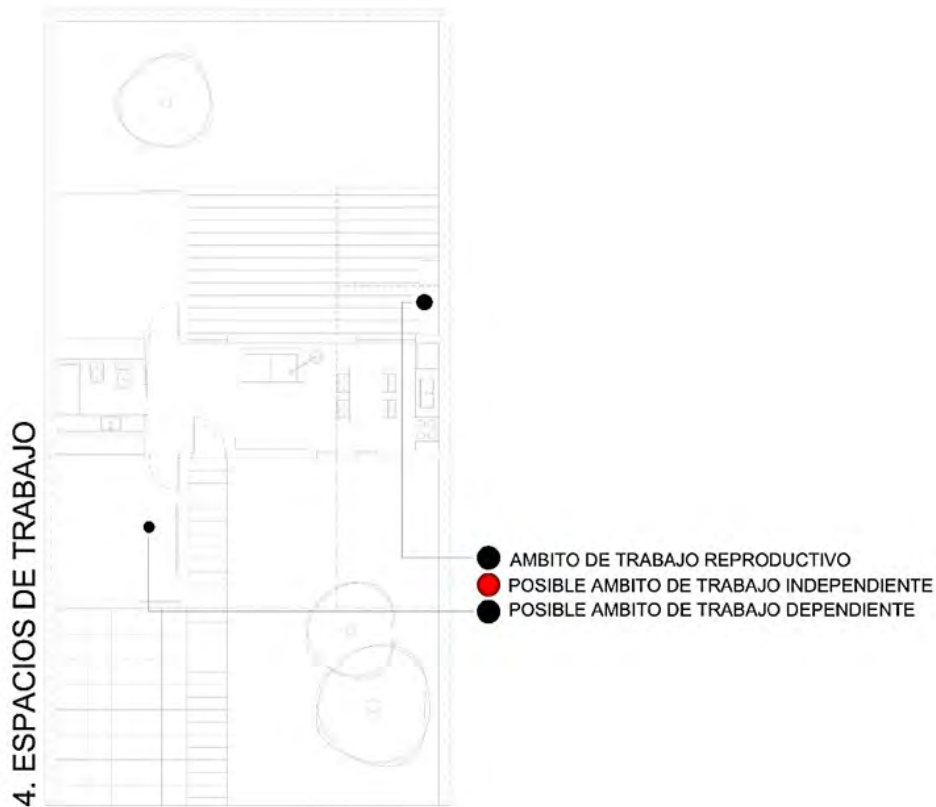 4. ESPACIOS DE TRABAJO
AMBITO DE TRABAJO REPRODUCTIVO
POSIBLE AMBITO DE TRABAJO INDEPENDIENTE
POSIBLE AMBITO DE TRABAJO DEPENDIENTE